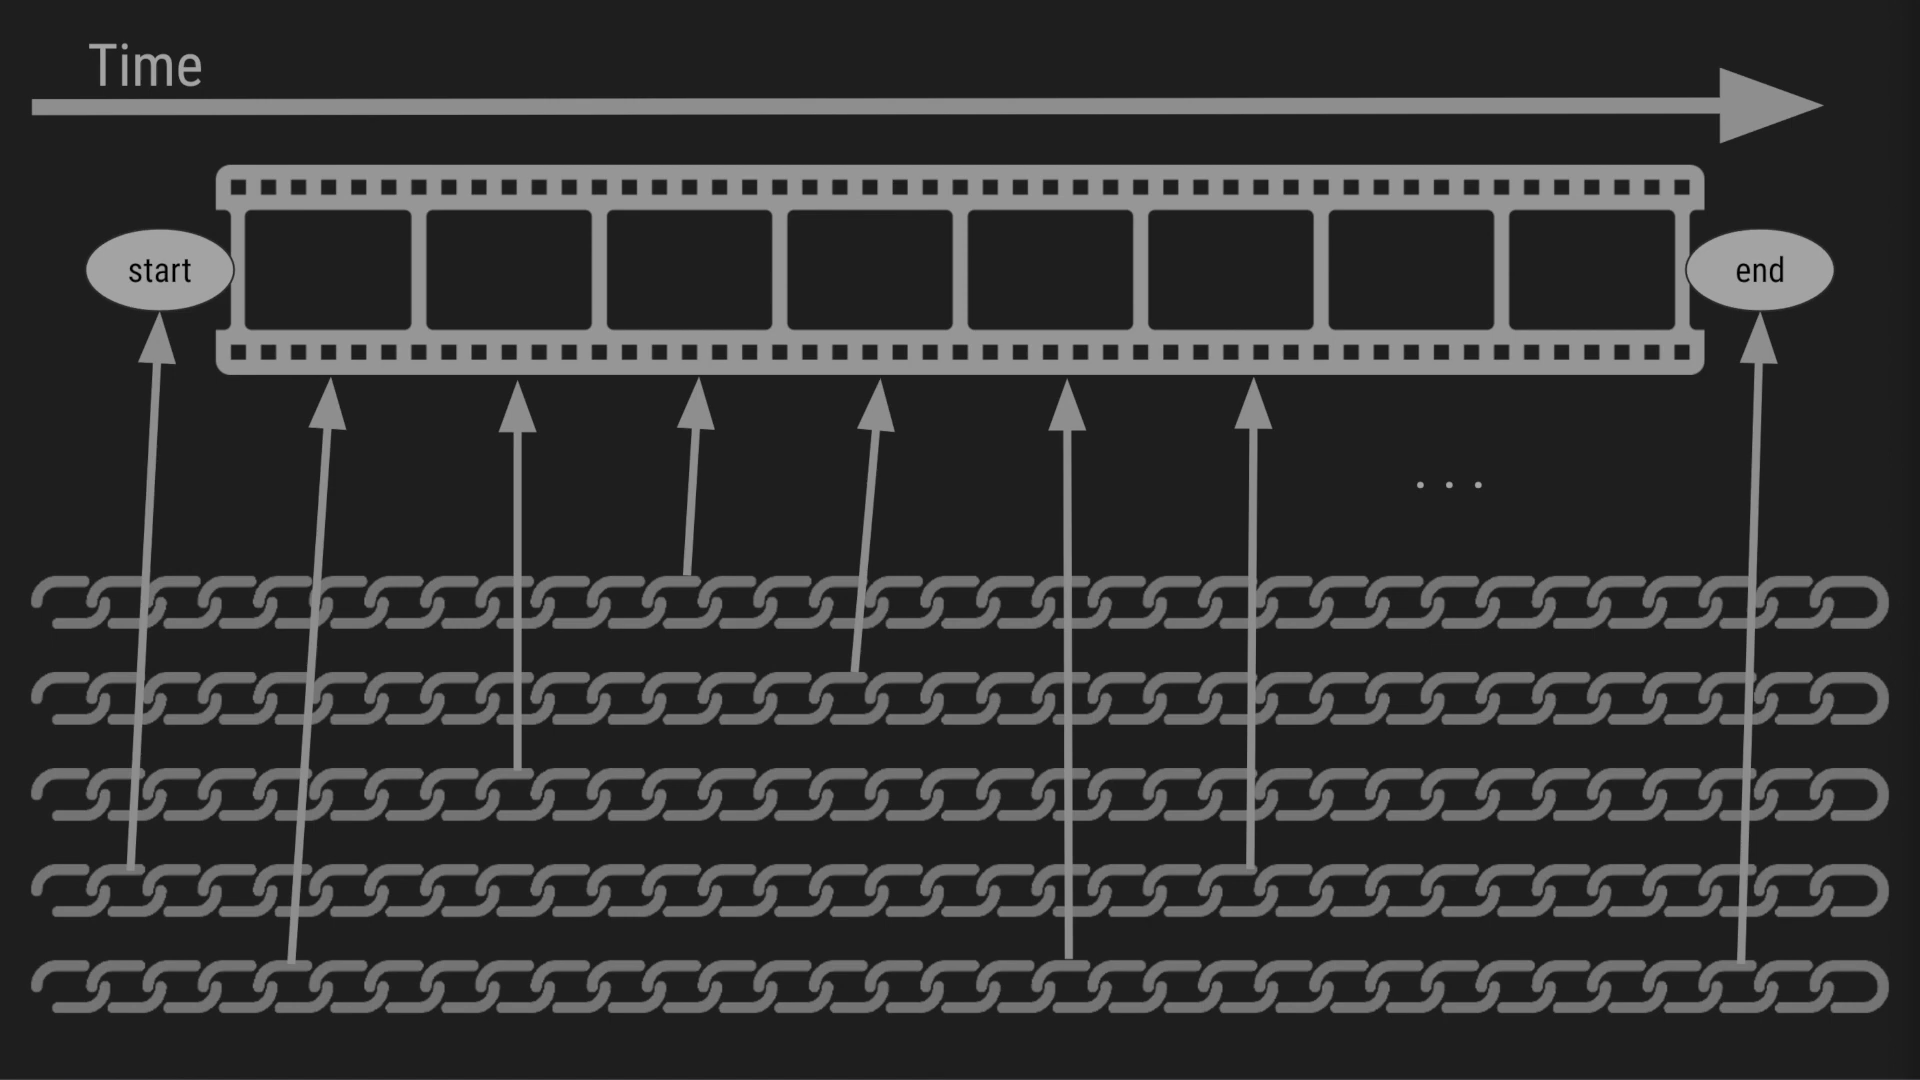 Time
start
end
. . .